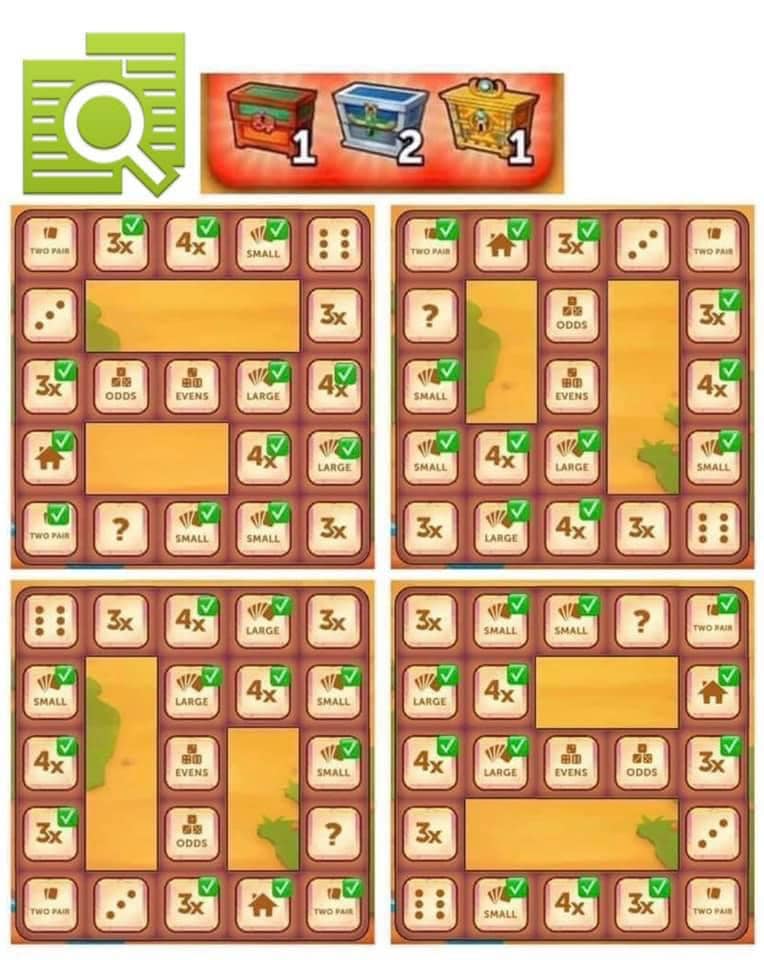 1 2 1
TWO PAIR 3x 4x SMALL
3x
3x ODDS EVENS LARGE 4x
4x LARGE
TWO PAIR ? SMALL SMALL 3x
TWO PAIR 3x TWO PAIR
? ODDS 3x
SMALL EVENS 4x
SMALL 4x LARGE SMALL
3x LARGE 4x 3x
3x 4x LARGE 3x
SMALL LARGE 4x SMALL
4x EVENS SMALL
3x ODDS ?
TWO PAIR 3x TWO PAIR
3x SMALL SMALL ? TWO PAIR
LARGE 4x
4x LARGE EVENS ODDS 3x
3x
SMALL 4x 3x TWO PAIR